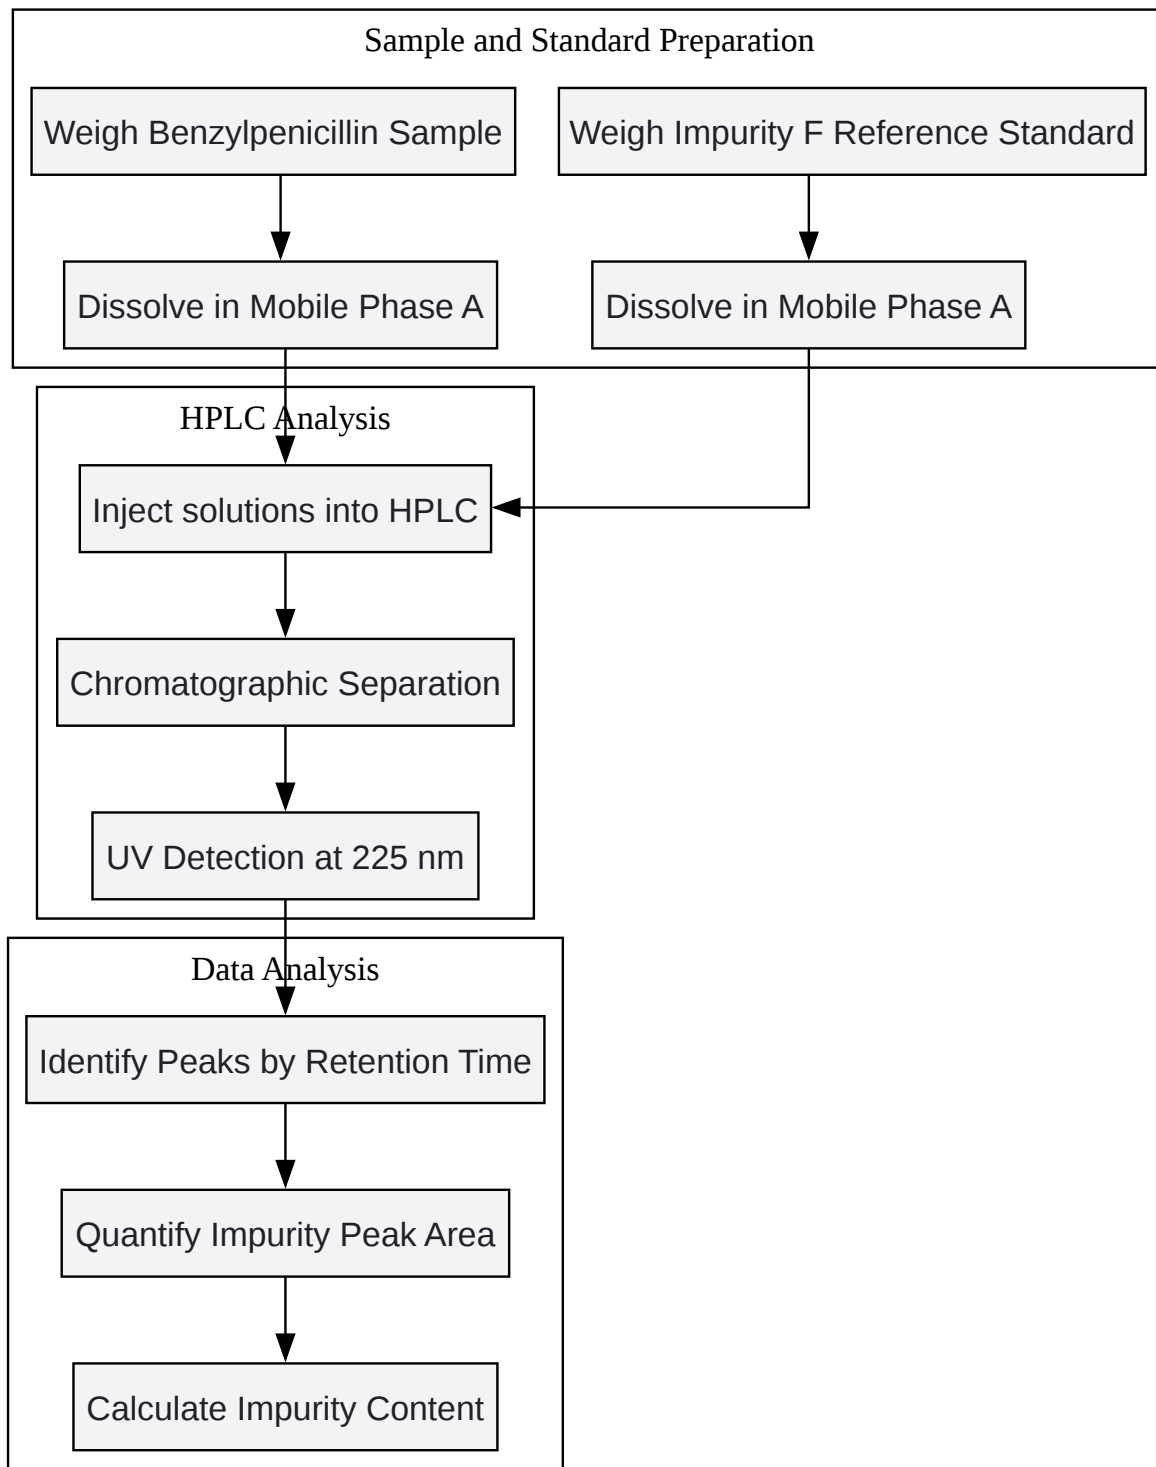 Sample and Standard Preparation
Weigh Benzylpenicillin Sample
Weigh Impurity F Reference Standard
Dissolve in Mobile Phase A
Dissolve in Mobile Phase A
HPLC Analysis
Inject solutions into HPLC
Chromatographic Separation
UV Detection at 225 nm
Data Analysis
Identify Peaks by Retention Time
Quantify Impurity Peak Area
Calculate Impurity Content